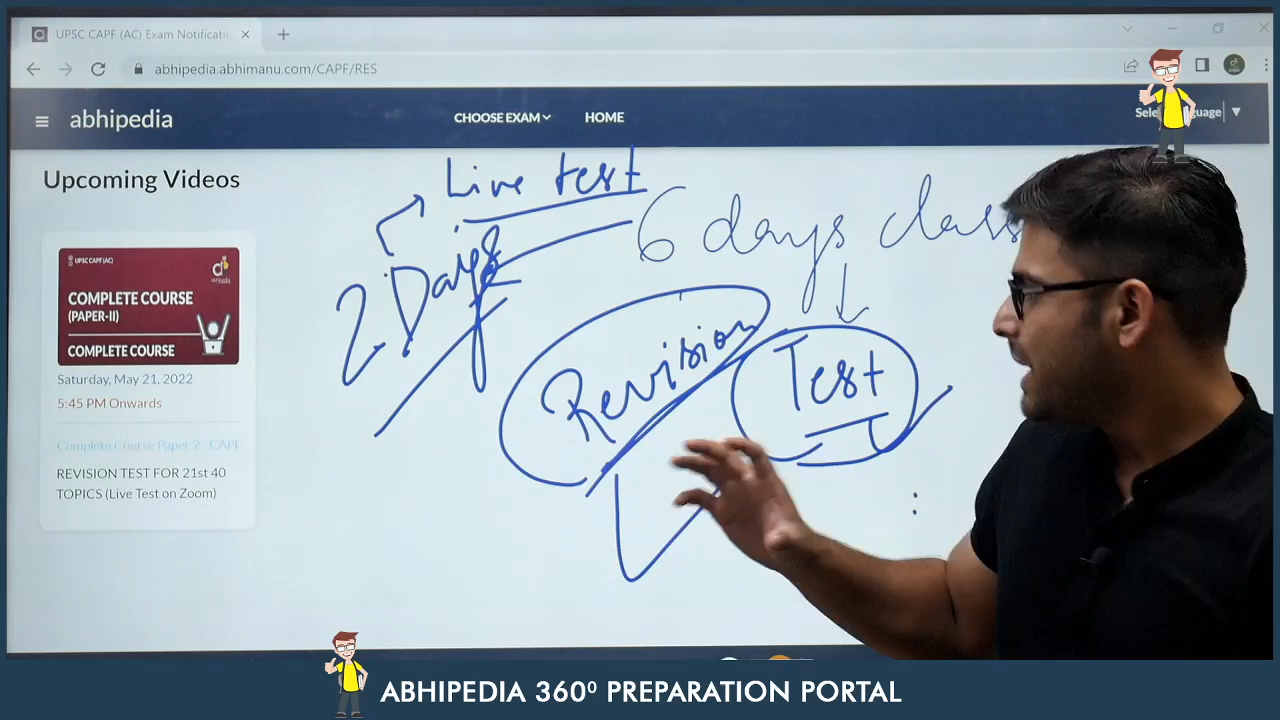 UPSC CAPF (AC) Exam Notificati
abhipedia.abhimanu.com/CAPF/RES
abhipedia
CHOOSE EXAM
HOME
Upcoming Videos
UPSC CAPF (AC)
COMPLETE COURSE
(PAPER-II)
COMPLETE COURSE
Saturday, May 21, 2022
5:45 PM Onwards
Complete Course Paper 2 CAPF
REVISION TEST FOR 21st 40
TOPICS (Live Test on Zoom)
Live test
2 Days
6 days class
Revision
Test
ABHIPEDIA 360⁰ PREPARATION PORTAL